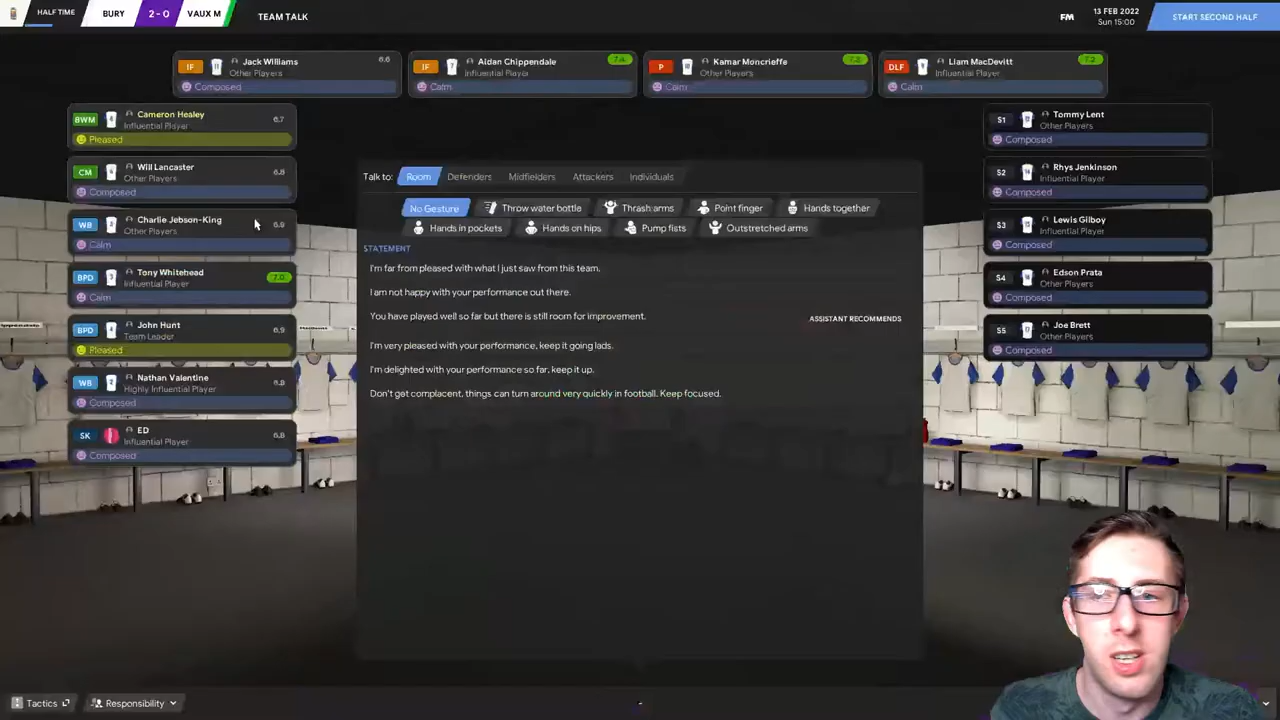 HALF TIME
BURY
2 - 0
VAUX M
TEAM TALK
FM
13 FEB 2022
Sun 15:00
START SECOND HALF
IF
Jack Williams
6.6
Other Players
Composed
IF
Aidan Chippendale
Influential Player
Calm
P
Kamar Moncrieffe
Other Players
Calm
DLF
Liam MacDevitt
Influential Player
Calm
BWM
Cameron Healey
6.7
Influential Player
Pleased
CM
Will Lancaster
6.8
Other Players
Composed
WB
Charlie Jebson-King
6.9
Other Players
Calm
BPD
Tony Whitehead
7.0
Influential Player
Calm
BPD
John Hunt
6.9
Team Leader
Pleased
WB
Nathan Valentine
6.8
Highly Influential Player
Composed
SK
ED
6.8
Influential Player
Composed
Talk to: Room Defenders Midfielders Attackers Individuals
No Gesture Throw water bottle Thrash arms Point finger Hands together
Hands in pockets Hands on hips Pump fists Outstretched arms
STATEMENT
I'm far from pleased with what I just saw from this team.
I am not happy with your performance out there.
You have played well so far but there is still room for improvement.
ASSISTANT RECOMMENDS
I'm very pleased with your performance, keep it going lads.
I'm delighted with your performance so far, keep it up.
Don't get complacent, things can turn around very quickly in football. Keep focused.
S1
Tommy Lent
Other Players
Composed
S2
Rhys Jenkinson
Influential Player
Composed
S3
Lewis Gilboy
Influential Player
Composed
S4
Edson Prata
Other Players
Composed
S5
Joe Brett
Other Players
Composed
Tactics
Responsibility